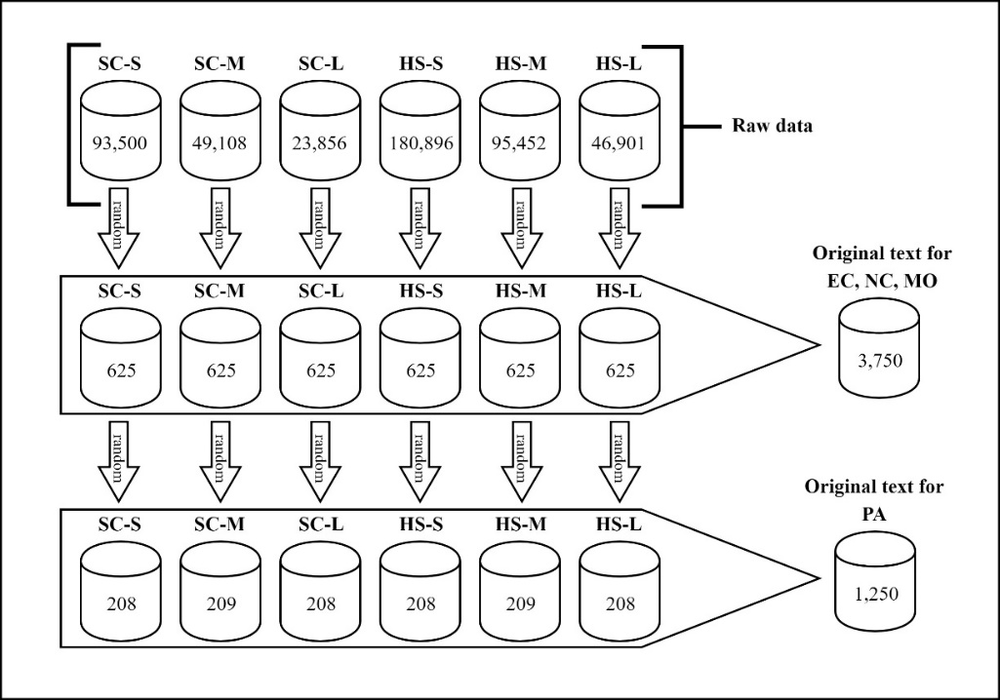 SC-S SC-M SC-L HS-S HS-M HS-L
93,500 49,108 23,856 180,896 95,452 46,901
Raw data
random random random random random random
SC-S SC-M SC-L HS-S HS-M HS-L
625 625 625 625 625 625
Original text for
EC, NC, MO
3,750
random random random random random random
SC-S SC-M SC-L HS-S HS-M HS-L
208 209 208 208 209 208
Original text for
PA
1,250